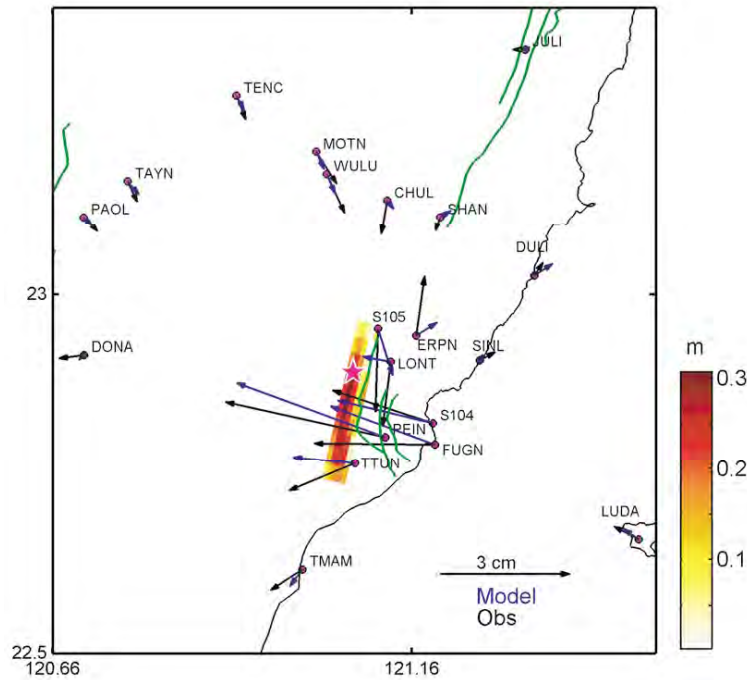 JULI
TENC
MOTN
WULU
TAYN
CHUL
PAOL
SHAN
DULI
23
S105
m
ERPN
DONA
SINL
LONT
0.3
S104
PEIN
FUGN
0.2
TTUN
LUDA
TMAM
3 cm
0.1
Model
Obs
22.5
120.66
121.16